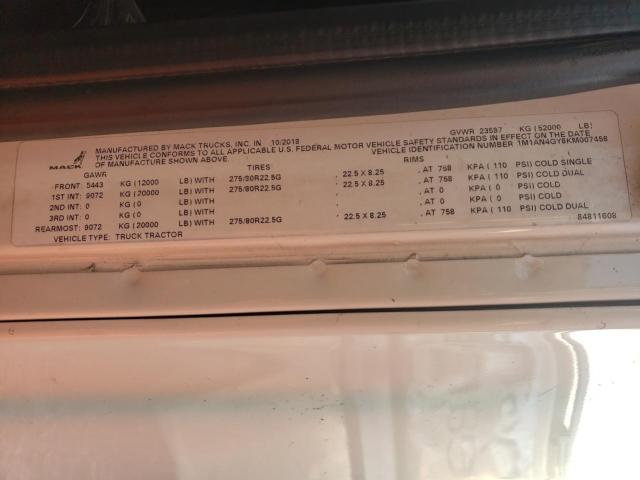 GVWR 23587 KG (52000 LB)
MANUFACTURED BY MACK TRUCKS, INC. IN 10/2018
THIS VEHICLE CONFORMS TO ALL APPLICABLE U.S. FEDERAL MOTOR VEHICLE SAFETY STANDARDS IN EFFECT ON THE DATE
OF MANUFACTURE SHOWN ABOVE. VEHICLE IDENTIFICATION NUMBER 1M1AN4GY6KM007458
MACK
GAWR TIRES RIMS
FRONT: 5443 KG (12000 LB) WITH 275/80R22.5G , 22.5 X 8.25 , AT 758 KPA ( 110 PSI) COLD SINGLE
1ST INT: 9072 KG ( 20000 LB) WITH 275/80R22.5G , 22.5 X 8.25 , AT 758 KPA ( 110 PSI) COLD DUAL
2ND INT: 0 KG (0 LB) WITH , AT 0 KPA ( 0 PSI) COLD
3RD INT: 0 KG (0 LB) WITH , AT 0 KPA ( 0 PSI) COLD
REARMOST: 9072 KG ( 20000 LB) WITH 275/80R22.5G , 22.5 X 8.25 , AT 758 KPA ( 110 PSI) COLD DUAL
VEHICLE TYPE: TRUCK TRACTOR 84811608